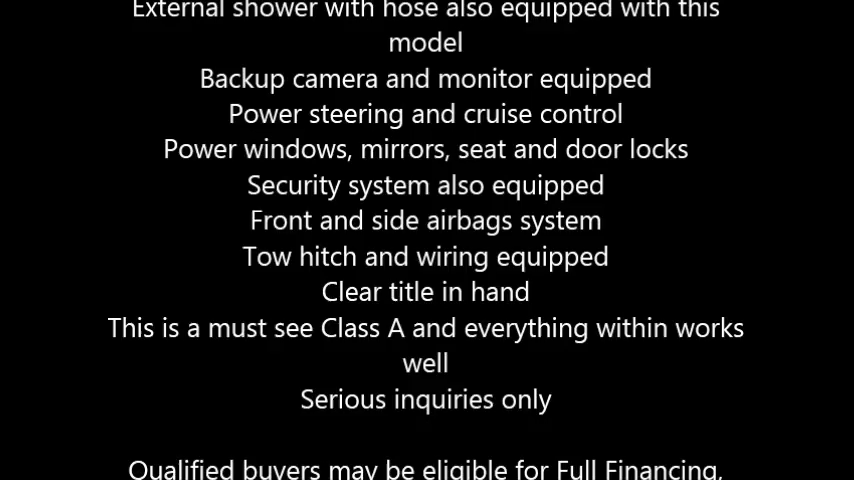 External shower with hose also equipped with this
model
Backup camera and monitor equipped
Power steering and cruise control
Power windows, mirrors, seat and door locks
Security system also equipped
Front and side airbags system
Tow hitch and wiring equipped
Clear title in hand
This is a must see Class A and everything within works
well
Serious inquiries only
Qualified buyers may be eligible for Full Financing,